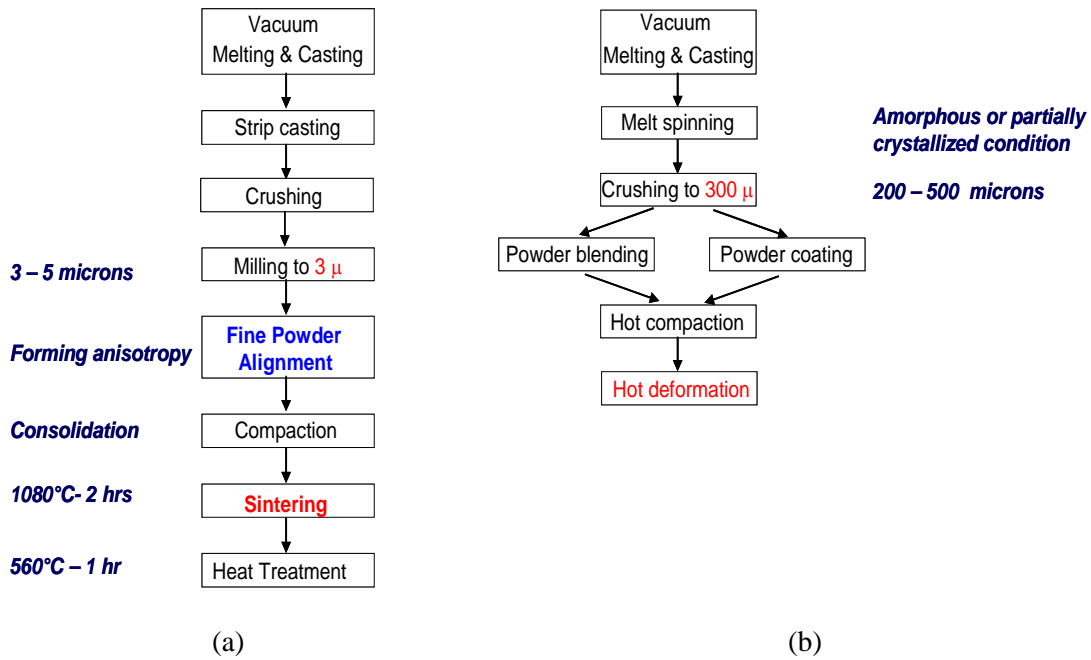 Vacuum
Melting & Casting
Strip casting
Crushing
3 – 5 microns
Milling to 3 μ
Forming anisotropy
Fine Powder
Alignment
Consolidation
Compaction
1080°C- 2 hrs
Sintering
560°C – 1 hr
Heat Treatment
(a)
Vacuum
Melting & Casting
Melt spinning
Amorphous or partially
crystallized condition
Crushing to 300 μ
200 – 500 microns
Powder blending
Powder coating
Hot compaction
Hot deformation
(b)